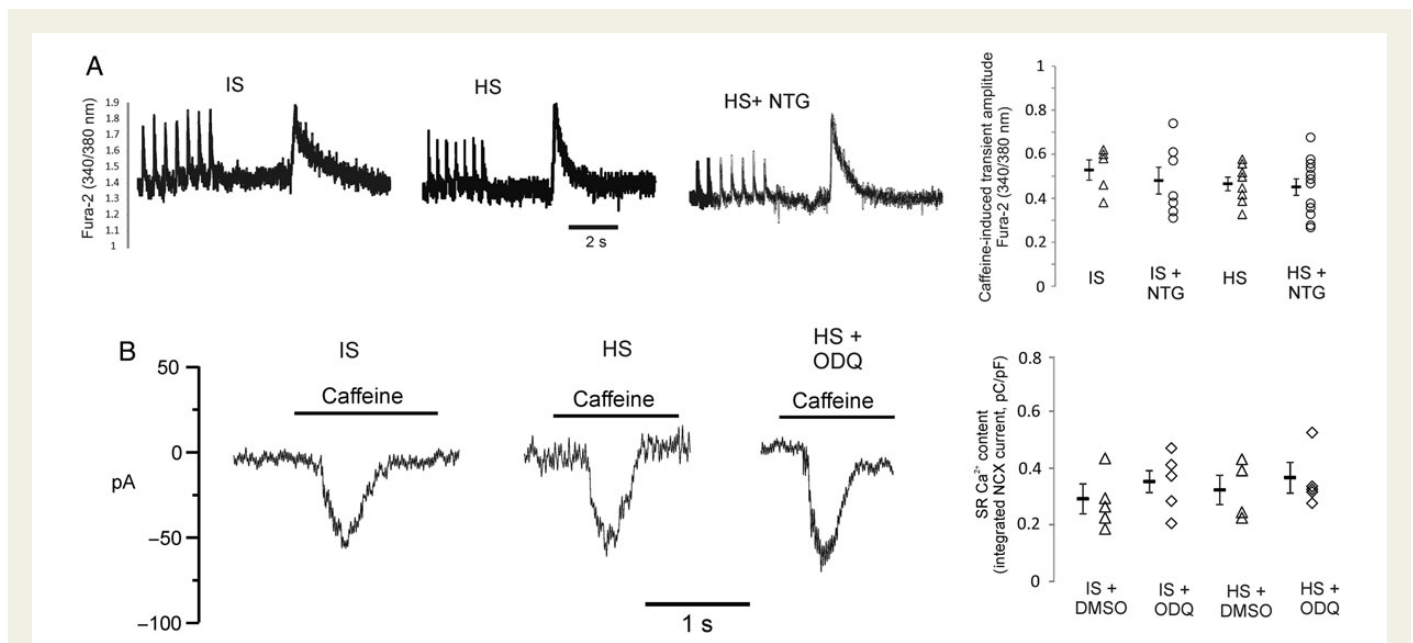 A
IS
HS
HS+ NTG
Fura-2 (340/380 nm)
1.9
1.8
1.7
1.6
1.5
1.4
1.3
1.2
1.1
1
2 s
Caffeine-induced transient amplitude
Fura-2 (340/380 nm)
1
0.8
0.6
0.4
0.2
0
IS
IS +
NTG
HS
HS +
NTG
B
IS
HS
HS +
ODQ
Caffeine
Caffeine
Caffeine
50
0
−50
−100
pA
1 s
SR Ca²⁺ content
(integrated NCX current, pC/pF)
0.8
0.6
0.4
0.2
0
IS +
DMSO
IS +
ODQ
HS +
DMSO
HS +
ODQ